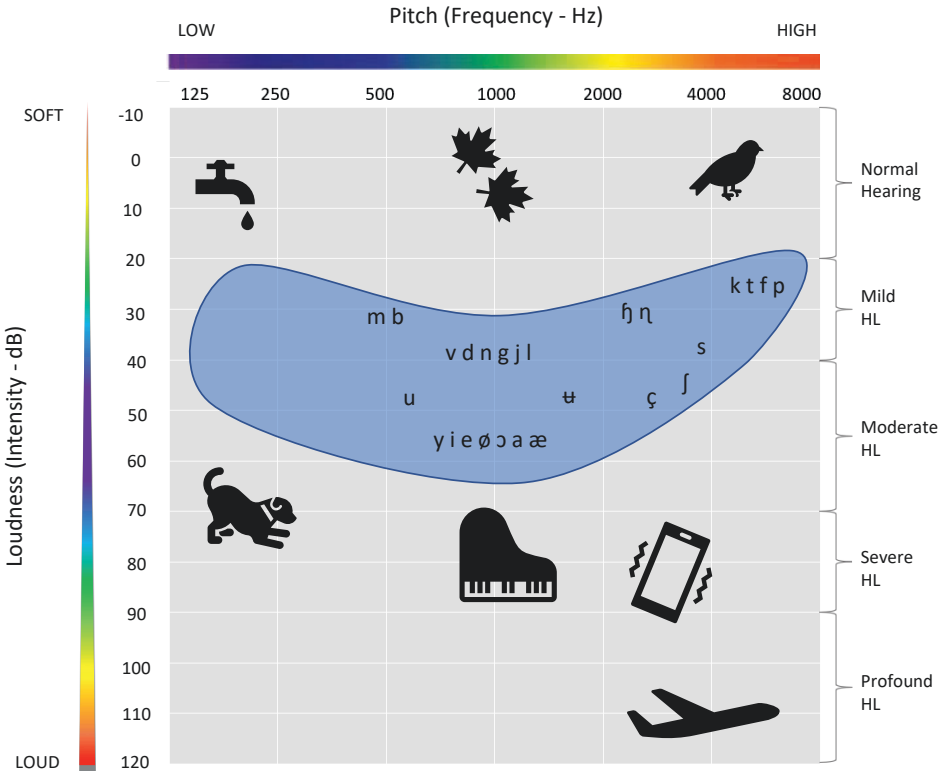 Pitch (Frequency - Hz)
LOW
HIGH
125 250 500 1000 2000 4000 8000
SOFT
-10
0
10
20
30
40
50
60
70
80
90
100
110
120
LOUD
Loudness (Intensity - dB)
k t f p
m b
ɧ ɳ
v d n g j l
s
ʃ
u
ʉ
ç
y i e ø ɔ a æ
Normal
Hearing
Mild
HL
Moderate
HL
Severe
HL
Profound
HL